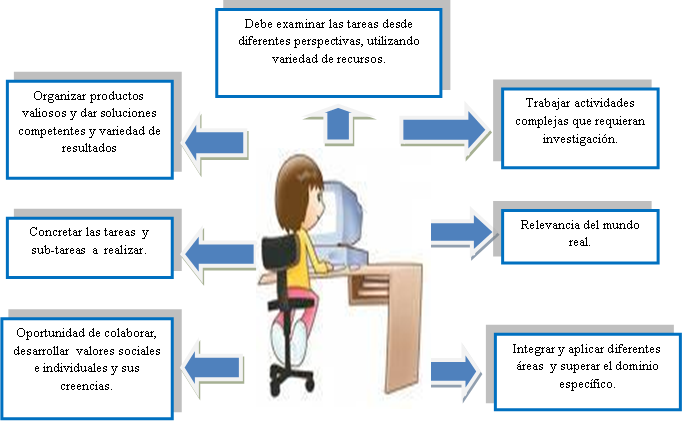 Debe examinar las tareas desde
diferentes perspectivas, utilizando
variedad de recursos.
Organizar productos
valiosos y dar soluciones
competentes y variedad de
resultados
Trabajar actividades
complejas que requieran
investigación.
Concretar las tareas y
sub-tareas a realizar.
Relevancia del mundo
real.
Oportunidad de colaborar,
desarrollar valores sociales
e individuales y sus
creencias.
Integrar y aplicar diferentes
áreas y superar el dominio
específico.